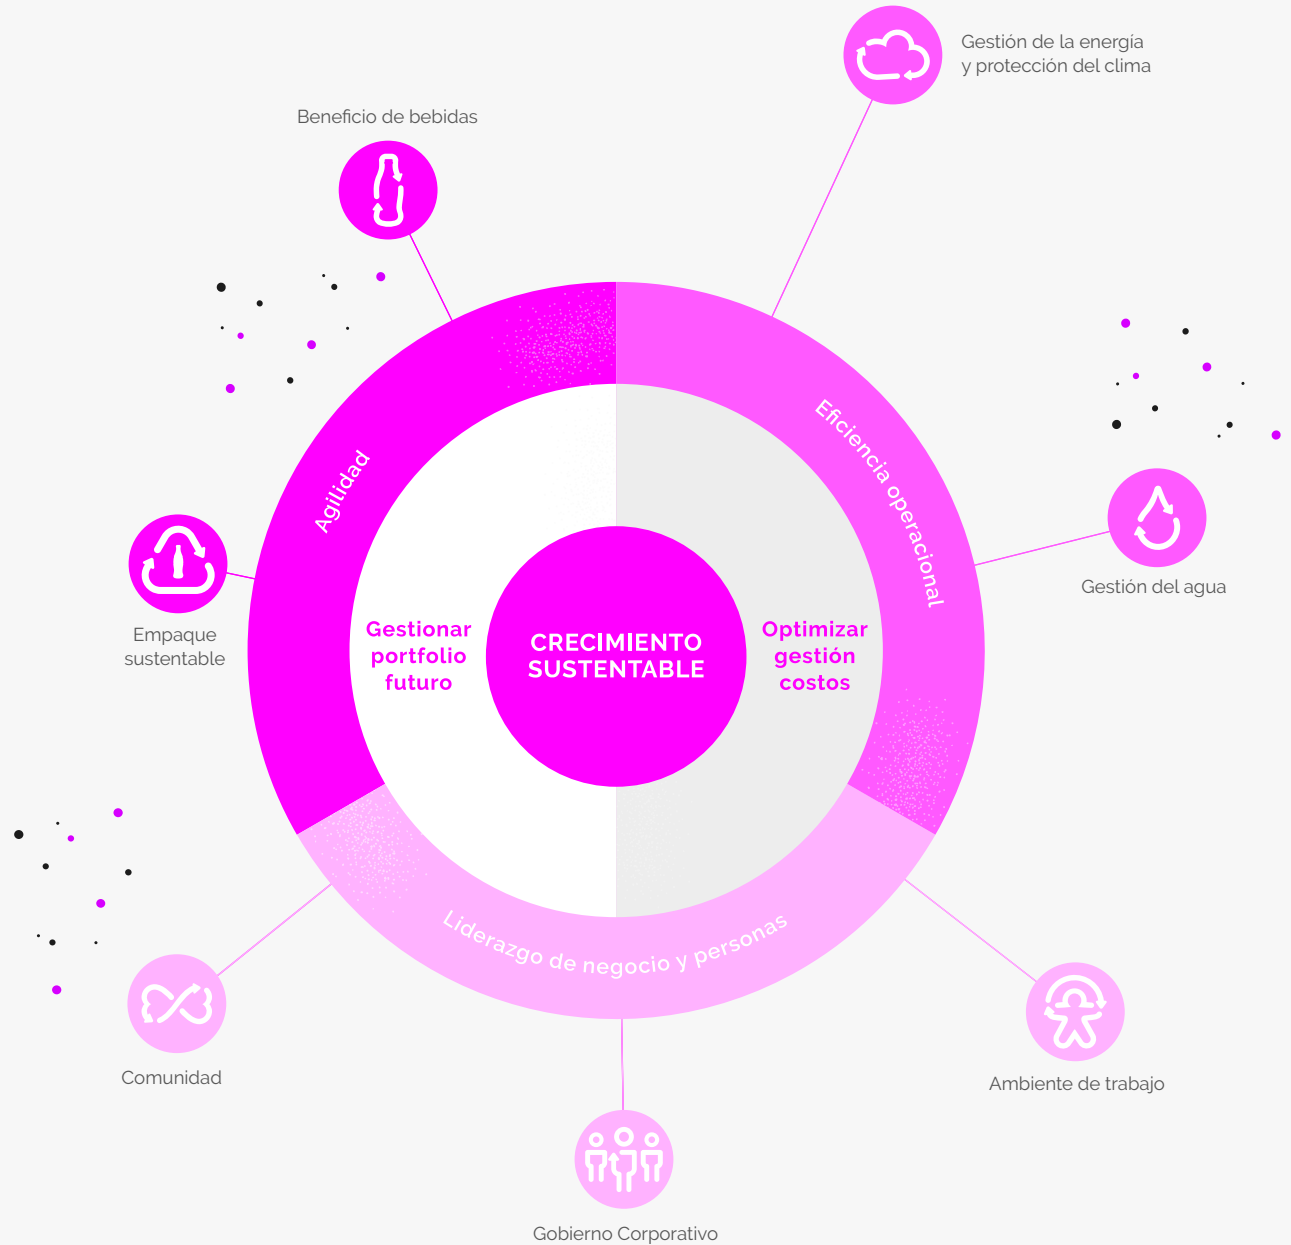 Gestión de la energía
y protección del clima
Beneficio de bebidas
Eficiencia operacional
Agilidad
Gestión del agua
Empaque
sustentable
Gestionar
portfolio
futuro
CRECIMIENTO
SUSTENTABLE
Optimizar
gestión
costos
Liderazgo de negocio y personas
Comunidad
Ambiente de trabajo
Gobierno Corporativo